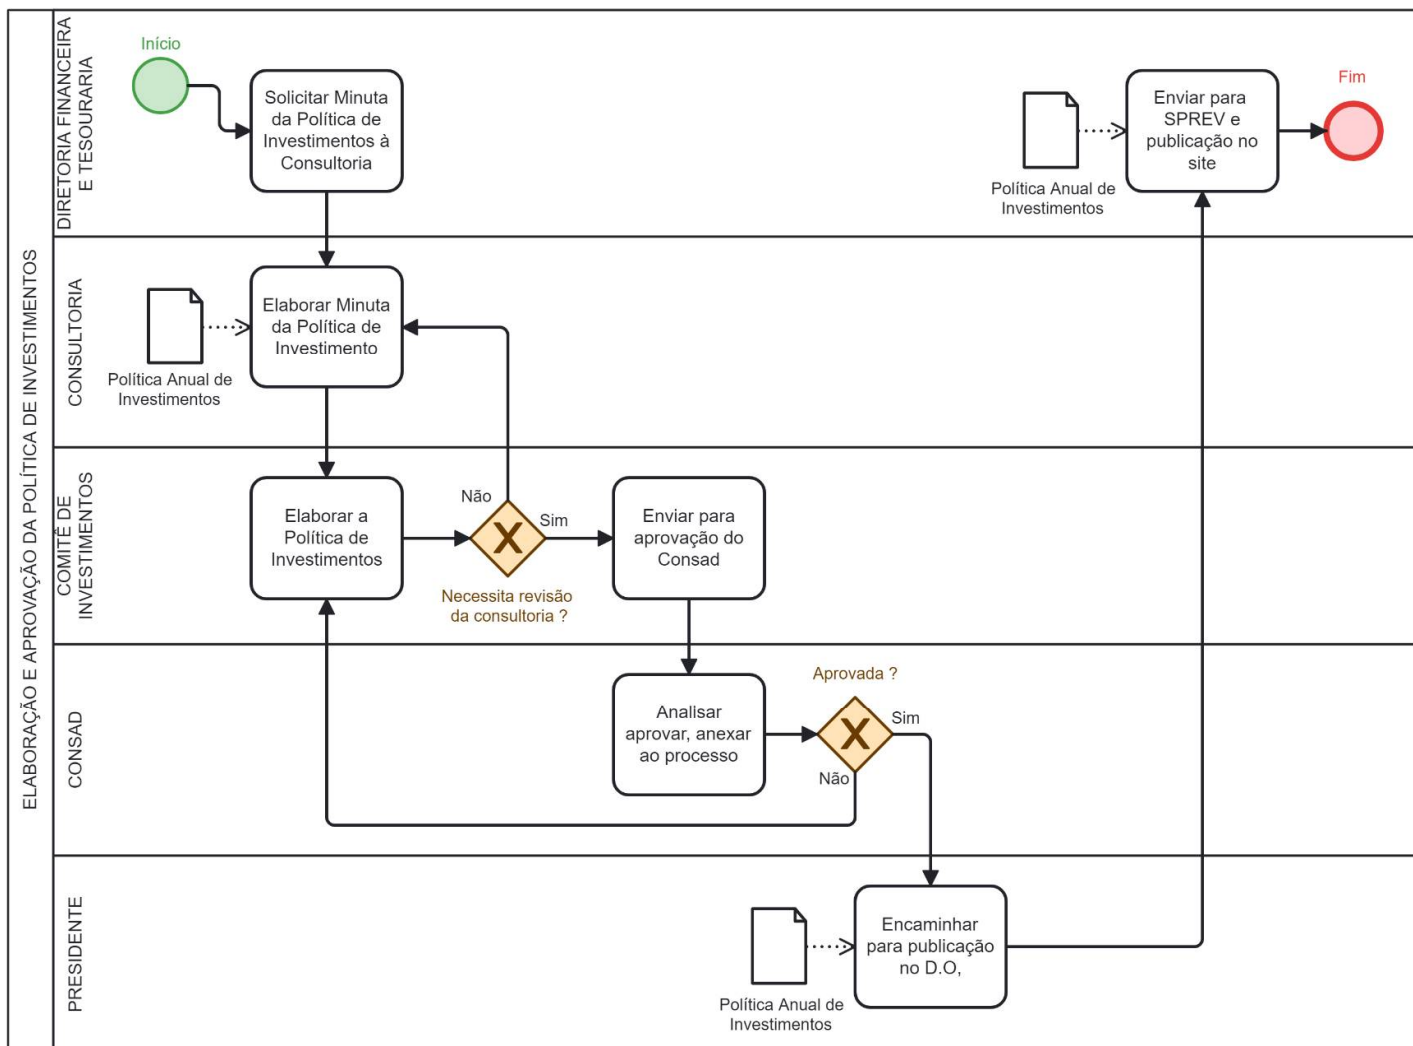 ELABORAÇÃO E APROVAÇÃO DA POLÍTICA DE INVESTIMENTOS
DIRETORIA FINANCEIRA
E TESOURARIA
Início
Solicitar Minuta
da Política de
Investimentos à
Consultoria
Política Anual de
Investimentos
Enviar para
SPREV e
publicação no
site
Fim
CONSULTORIA
Política Anual de
Investimentos
Elaborar Minuta
da Política de
Investimento
COMITÊ DE
INVESTIMENTOS
Elaborar a
Política de
Investimentos
Não
Sim
Necessita revisão
da consultoria ?
Enviar para
aprovação do
Consad
CONSAD
Analisar
aprovar, anexar
ao processo
Aprovada ?
Sim
Não
PRESIDENTE
Política Anual de
Investimentos
Encaminhar
para publicação
no D.O,